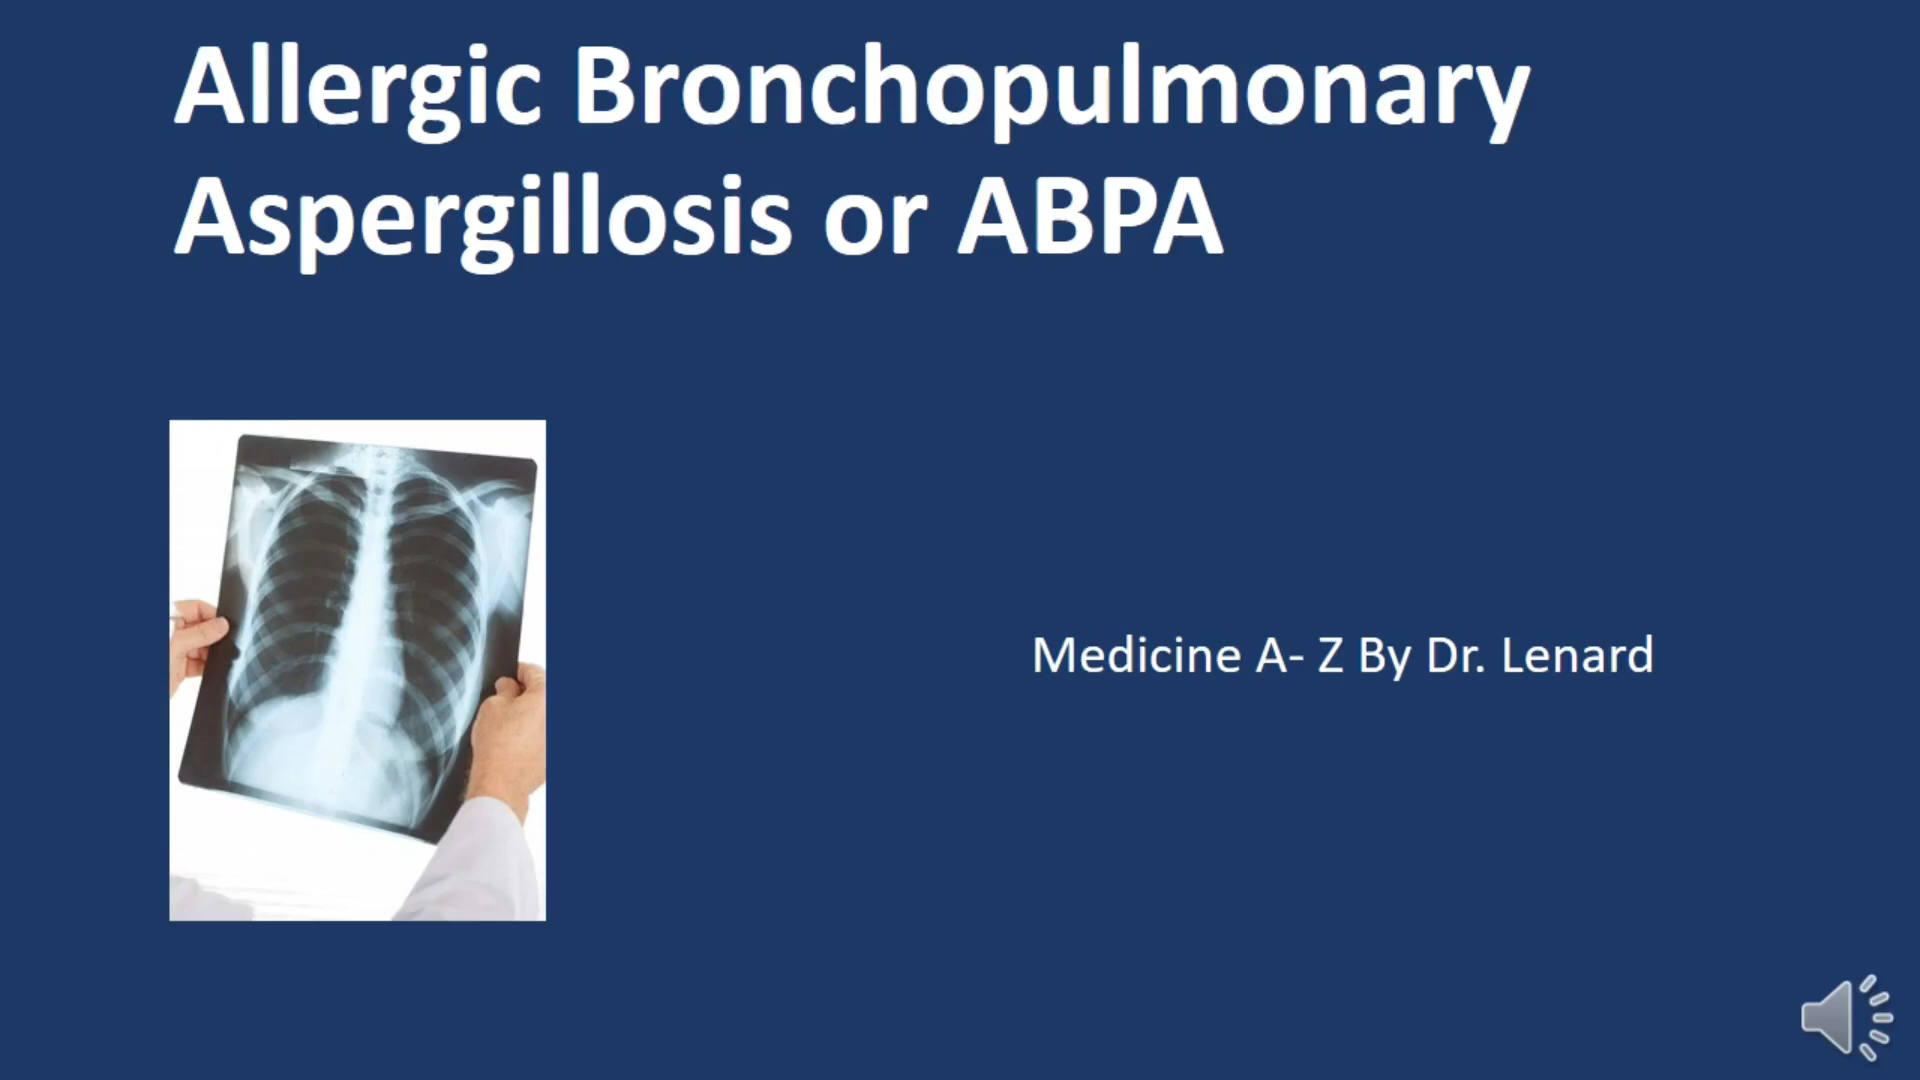 Allergic Bronchopulmonary
Aspergillosis or ABPA
Medicine A- Z By Dr. Lenard